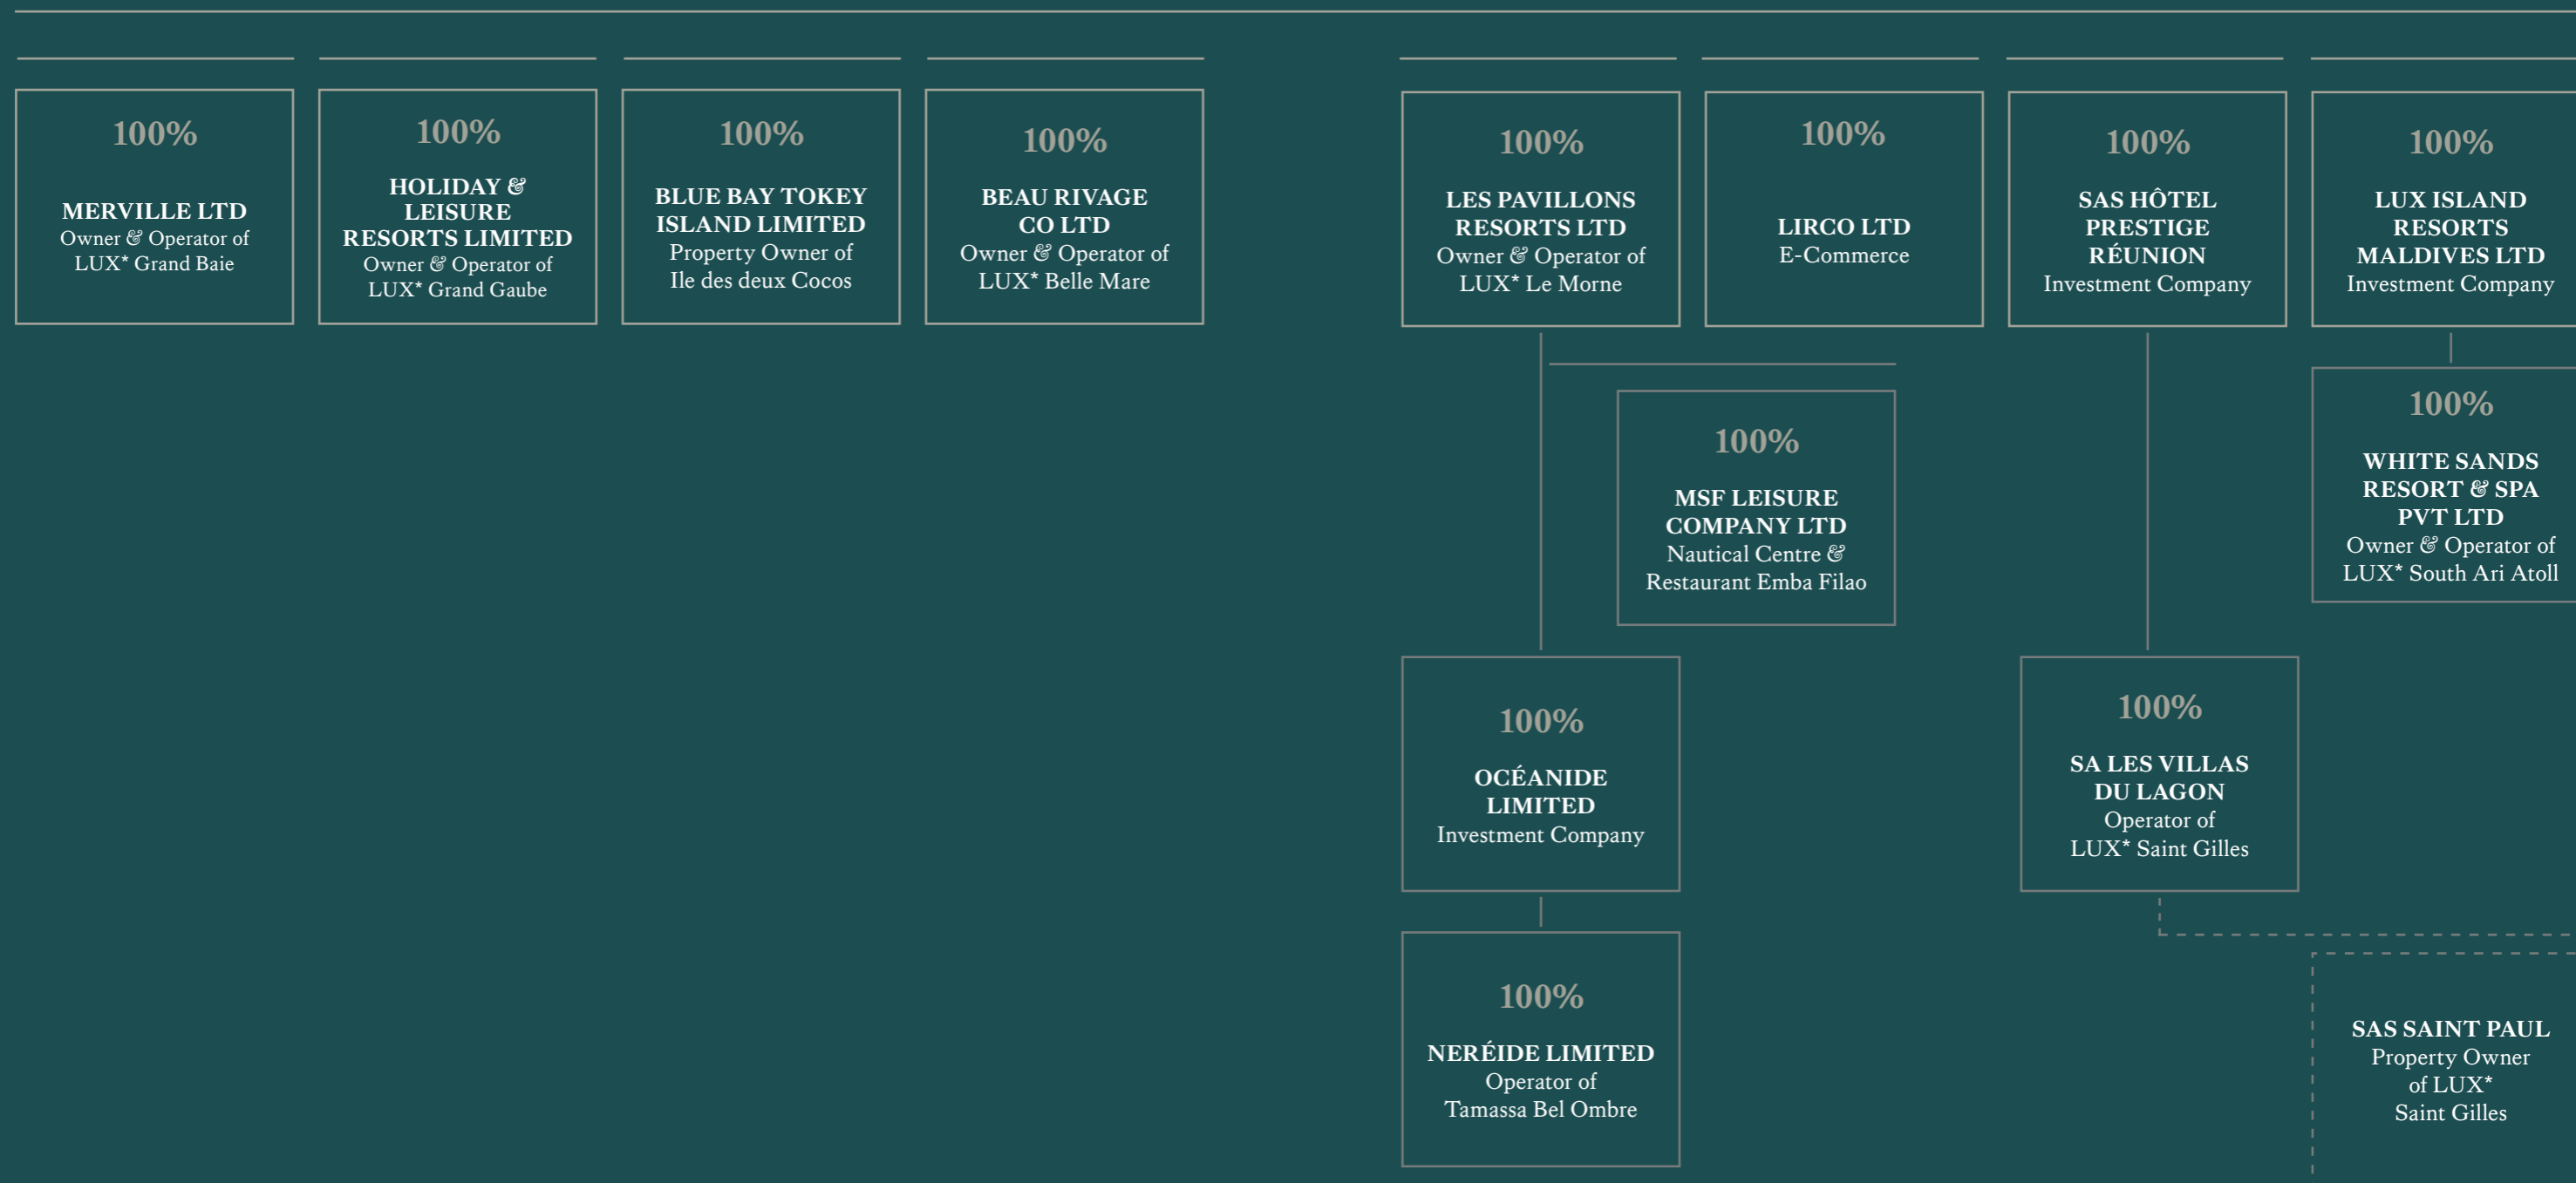 100%
MERVILLE LTD
Owner & Operator of
LUX* Grand Baie
100%
HOLIDAY &
LEISURE
RESORTS LIMITED
Owner & Operator of
LUX* Grand Gaube
100%
BLUE BAY TOKEY
ISLAND LIMITED
Property Owner of
Ile des deux Cocos
100%
BEAU RIVAGE
CO LTD
Owner & Operator of
LUX* Belle Mare
100%
LES PAVILLONS
RESORTS LTD
Owner & Operator of
LUX* Le Morne
100%
LIRCO LTD
E-Commerce
100%
SAS HÔTEL
PRESTIGE
RÉUNION
Investment Company
100%
LUX ISLAND
RESORTS
MALDIVES LTD
Investment Company
100%
MSF LEISURE
COMPANY LTD
Nautical Centre &
Restaurant Emba Filao
100%
WHITE SANDS
RESORT & SPA
PVT LTD
Owner & Operator of
LUX* South Ari Atoll
100%
OCÉANIDE
LIMITED
Investment Company
100%
SA LES VILLAS
DU LAGON
Operator of
LUX* Saint Gilles
100%
NERÉIDE LIMITED
Operator of
Tamassa Bel Ombre
SAS SAINT PAUL
Property Owner
of LUX*
Saint Gilles